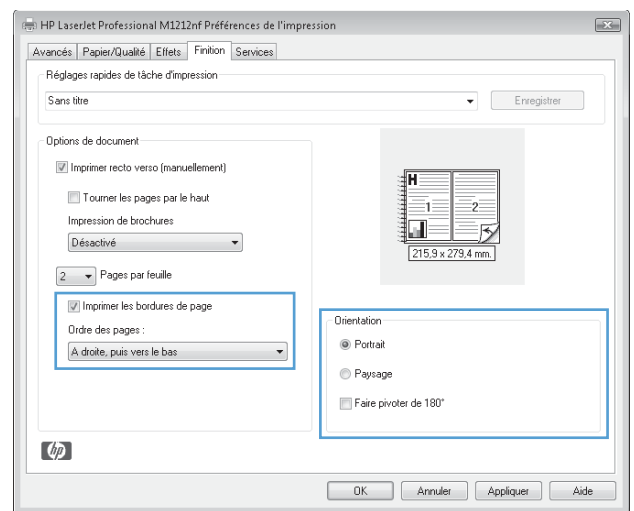 HP LaserJet Professional M1212nf Préférences de l'impression
Avancés Papier/Qualité Effets Finition Services
Réglages rapides de tâche d'impression
Sans titre Enregistrer
Options de document
Imprimer recto verso (manuellement)
Tourner les pages par le haut
Impression de brochures
Désactivé
2 Pages par feuille
Imprimer les bordures de page
Ordre des pages :
A droite, puis vers le bas
H
1 2
215,9 x 279,4 mm.
Orientation
Portrait
Paysage
Faire pivoter de 180°
hp
OK Annuler Appliquer Aide